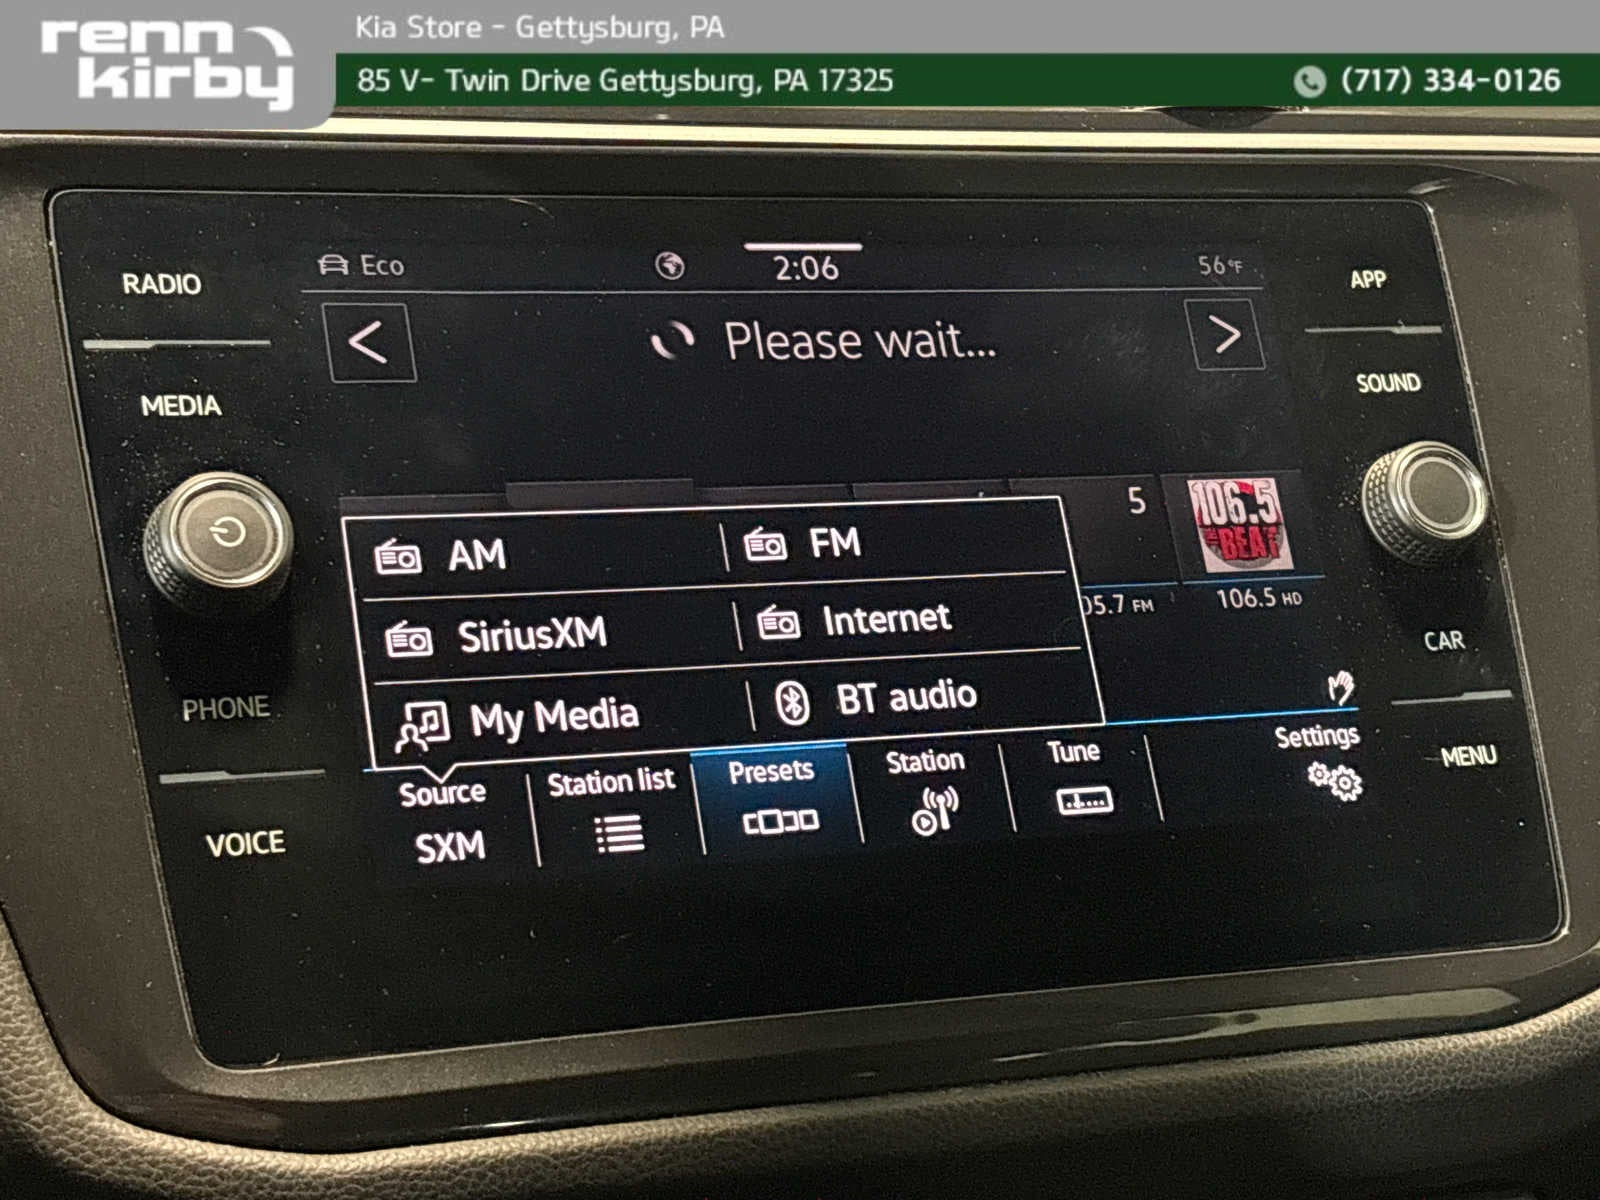 renn kirby
Kia Store - Gettysburg, PA
85 V- Twin Drive Gettysburg, PA 17325
(717) 334-0126
RADIO
MEDIA
PHONE
VOICE
Eco
2:06
56°F
Please wait...
AM
FM
SiriusXM
Internet
My Media
BT audio
5
106.5
THE
BEAT
05.7 FM
106.5 HD
Source
SXM
Station list
Presets
Station
Tune
Settings
APP
SOUND
CAR
MENU